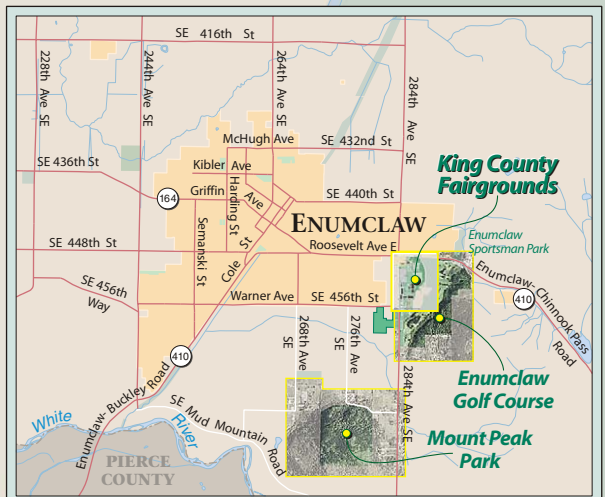 SE 416th St
228th Ave SE
244th Ave SE
264th Ave SE
284th Ave SE
McHugh Ave
SE 432nd St
SE 436th St
Kibler Ave
King County
Fairgrounds
164
Griffin Ave
Harding St
SE 440th St
ENUMCLAW
Semanski St
Roosevelt Ave E
Enumclaw
Sportsman Park
SE 448th St
Cole St
Enumclaw-Chinnook Pass
Road
SE 456th
Way
Warner Ave
SE 456th St
410
268th Ave
SE
276th Ave
SE
410
284th Ave SE
Enumclaw
Golf Course
Enumclaw-Buckley Road
SE Mud Mountain
Road
White
River
Mount Peak
Park
PIERCE
COUNTY